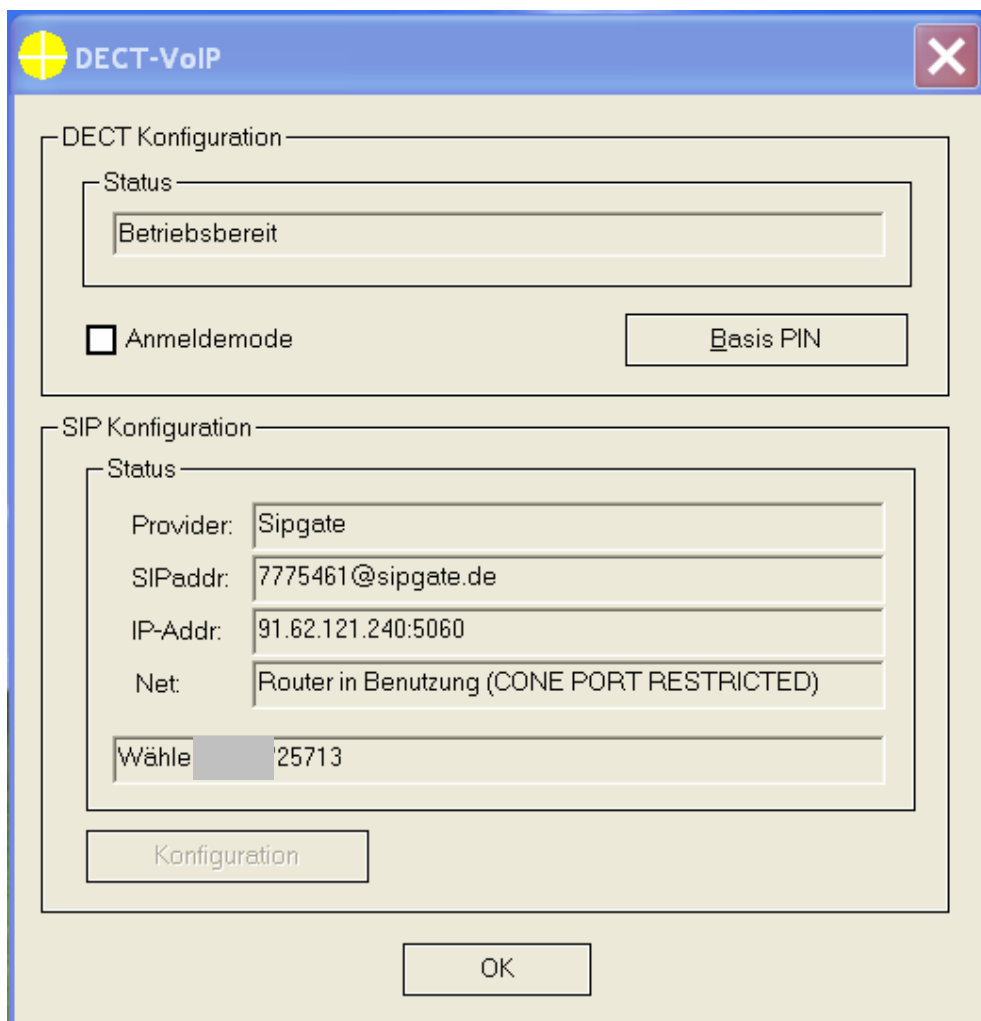 DECT-VoIP
DECT Konfiguration
Status
Betriebsbereit
Anmeldemode
Basis PIN
SIP Konfiguration
Status
Provider: Sipgate
SIPaddr: 7775461@sipgate.de
IP-Addr: 91.62.121.240:5060
Net: Router in Benutzung (CONE PORT RESTRICTED)
Wähle 25713
Konfiguration
OK